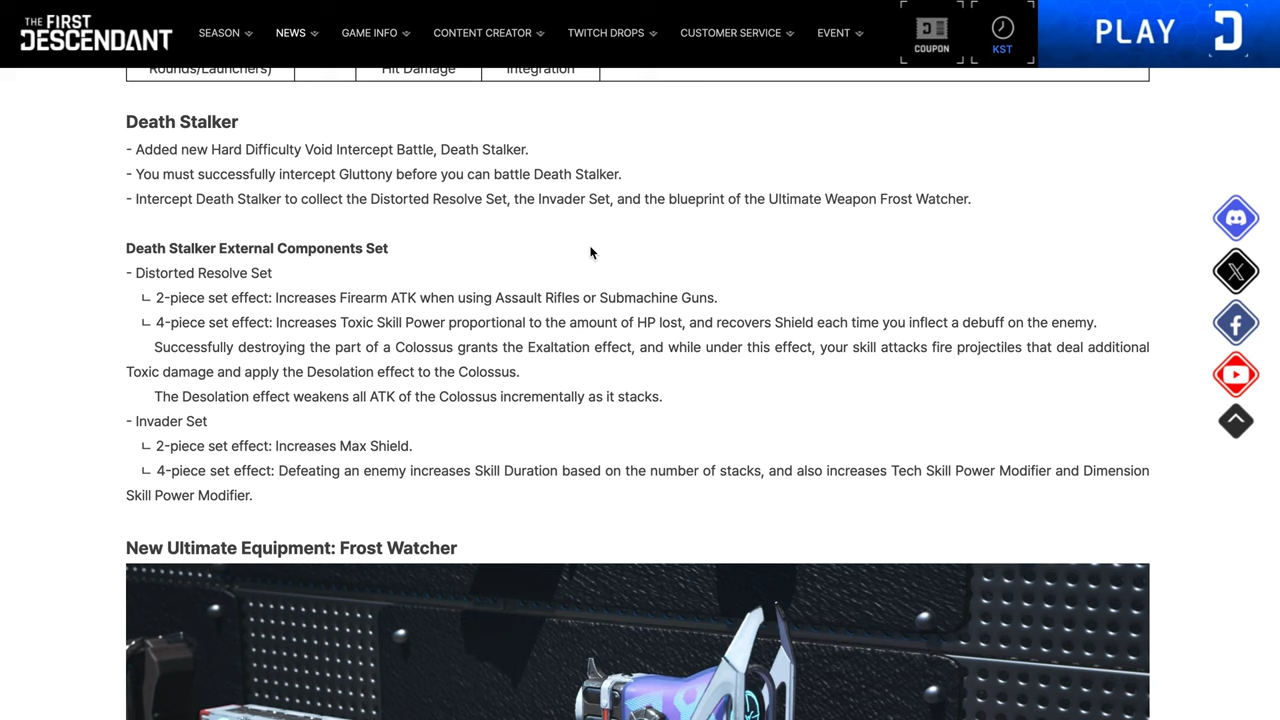 THE FIRST
DESCENDANT
SEASON NEWS GAME INFO CONTENT CREATOR TWITCH DROPS CUSTOMER SERVICE EVENT
COUPON
KST
PLAY
Rounds/Launchers) Hit Damage Integration
Death Stalker
- Added new Hard Difficulty Void Intercept Battle, Death Stalker.
- You must successfully intercept Gluttony before you can battle Death Stalker.
- Intercept Death Stalker to collect the Distorted Resolve Set, the Invader Set, and the blueprint of the Ultimate Weapon Frost Watcher.
Death Stalker External Components Set
- Distorted Resolve Set
ㄴ 2-piece set effect: Increases Firearm ATK when using Assault Rifles or Submachine Guns.
ㄴ 4-piece set effect: Increases Toxic Skill Power proportional to the amount of HP lost, and recovers Shield each time you inflect a debuff on the enemy.
Successfully destroying the part of a Colossus grants the Exaltation effect, and while under this effect, your skill attacks fire projectiles that deal additional
Toxic damage and apply the Desolation effect to the Colossus.
The Desolation effect weakens all ATK of the Colossus incrementally as it stacks.
- Invader Set
ㄴ 2-piece set effect: Increases Max Shield.
ㄴ 4-piece set effect: Defeating an enemy increases Skill Duration based on the number of stacks, and also increases Tech Skill Power Modifier and Dimension
Skill Power Modifier.
New Ultimate Equipment: Frost Watcher